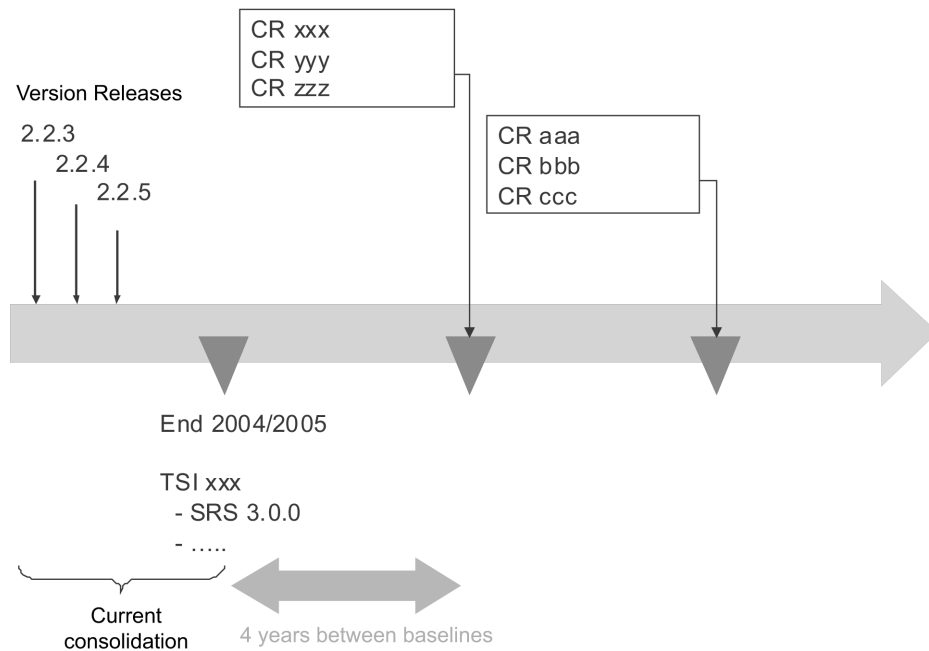 CR xxx
CR yyy
CR zzz
Version Releases
2.2.3
2.2.4
2.2.5
CR aaa
CR bbb
CR ccc
End 2004/2005
TSI xxx
- SRS 3.0.0
- .....
Current
consolidation
4 years between baselines